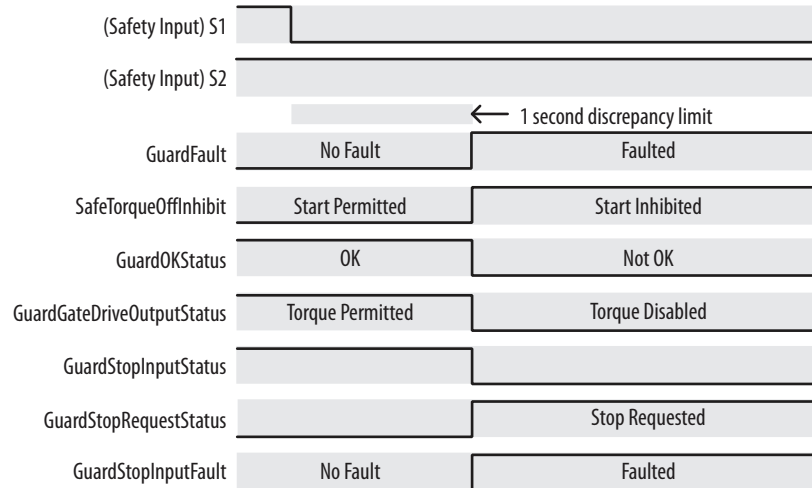 (Safety Input) S1
(Safety Input) S2
1 second discrepancy limit
GuardFault No Fault Faulted
SafeTorqueOffInhibit Start Permitted Start Inhibited
GuardOKStatus OK Not OK
GuardGateDriveOutputStatus Torque Permitted Torque Disabled
GuardStopInputStatus
GuardStopRequestStatus Stop Requested
GuardStopInputFault No Fault Faulted